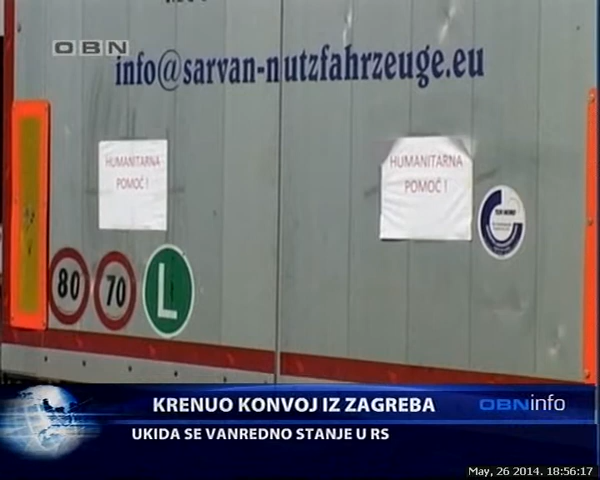 OBN
info@sarvan-nutzfahrzeuge.eu
HUMANITARNA
POMOĆ !
HUMANITARNA
POMOĆ !
80
70
L
KRENUO KONVOJ IZ ZAGREBA
OBNinfo
UKIDA SE VANREDNO STANJE U RS
May, 26 2014. 18:56:17